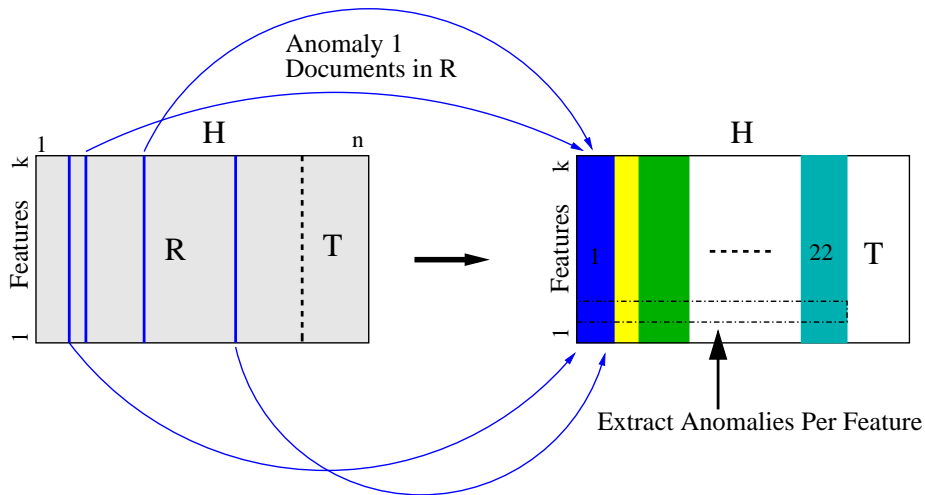 Anomaly 1
Documents in R
H
1
n
k
Features
1
R
T
H
k
Features
1
1
22
T
Extract Anomalies Per Feature